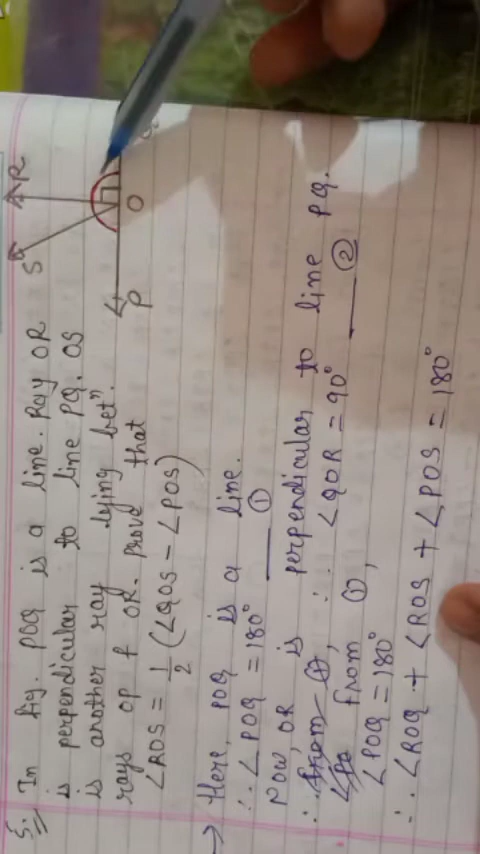 5. In fig. POQ is a line. Ray OR
is perpendicular to line PQ. OS
is another ray lying betⁿ
rays OP & OR. Prove that
∠ROS = 1/2 (∠QOS - ∠POS)
R
S
O
P
→ Here, POQ is a line.
∴ ∠POQ = 180° ___ ①
Now, OR is perpendicular to line PQ.
∴ ∠QOR = 90° ___ ②
From ①,
∠POQ = 180°
∴ ∠ROQ + ∠ROS + ∠POS = 180°